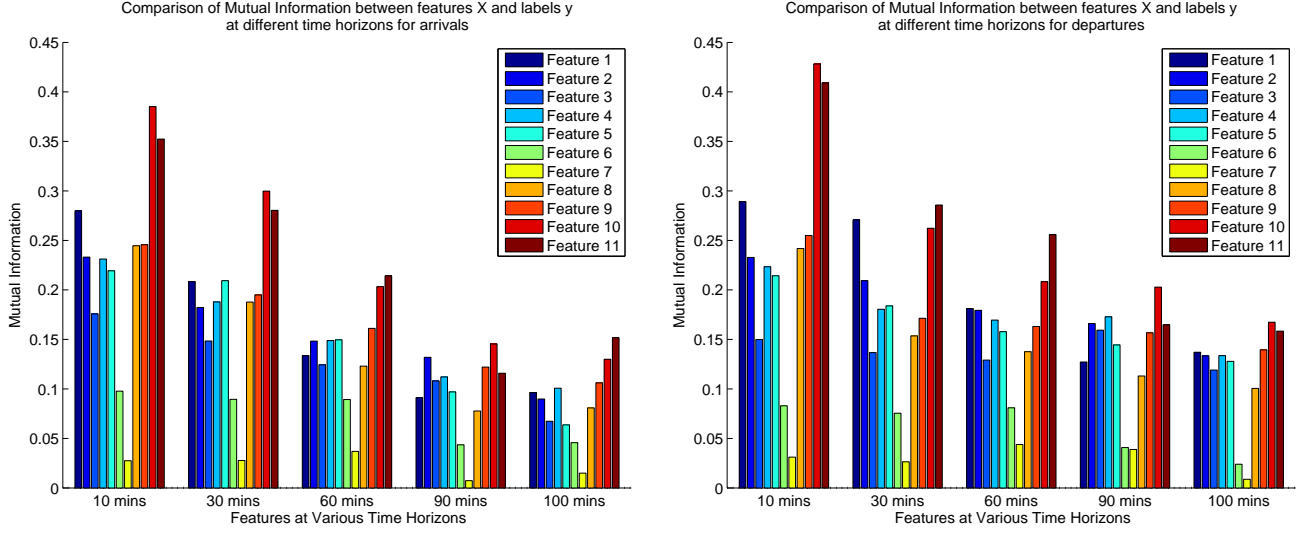 Comparison of Mutual Information between features X and labels y
at different time horizons for arrivals
Mutual Information
0.45
0.4
0.35
0.3
0.25
0.2
0.15
0.1
0.05
0
Feature 1
Feature 2
Feature 3
Feature 4
Feature 5
Feature 6
Feature 7
Feature 8
Feature 9
Feature 10
Feature 11
10 mins 30 mins 60 mins 90 mins 100 mins
Features at Various Time Horizons
Comparison of Mutual Information between features X and labels y
at different time horizons for departures
Mutual Information
0.45
0.4
0.35
0.3
0.25
0.2
0.15
0.1
0.05
0
Feature 1
Feature 2
Feature 3
Feature 4
Feature 5
Feature 6
Feature 7
Feature 8
Feature 9
Feature 10
Feature 11
10 mins 30 mins 60 mins 90 mins 100 mins
Features at Various Time Horizons